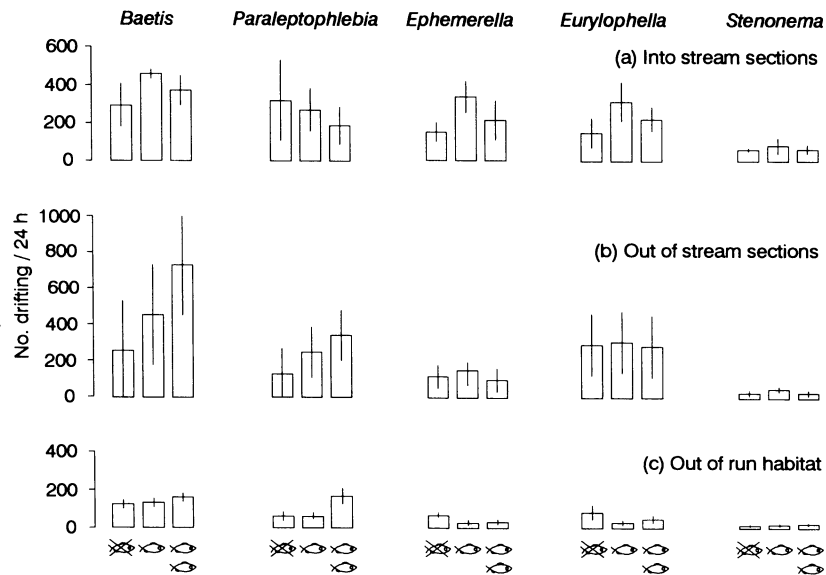 Baetis Paraleptophlebia Ephemerella Eurylophella Stenonema
(a) Into stream sections
600
400
200
0
No. drifting / 24 h
(b) Out of stream sections
1000
800
600
400
200
0
(c) Out of run habitat
400
200
0